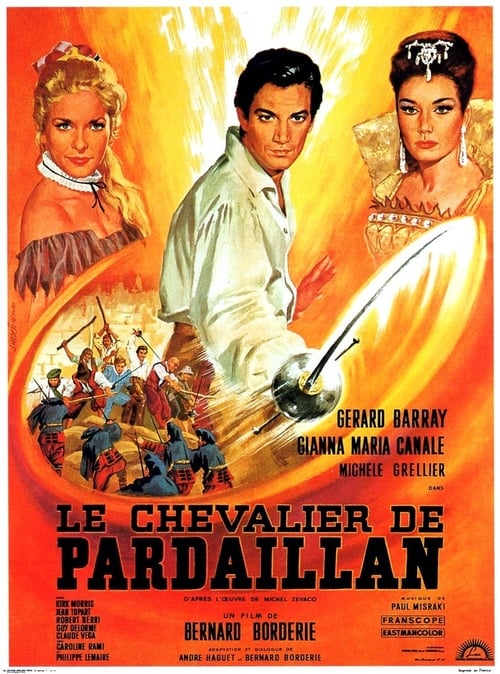 GERARD BARRAY
GIANNA MARIA CANALE
MICHELE GRELLIER
DANS
LE CHEVALIER DE
PARDAILLAN
D'APRÈS L'ŒUVRE DE MICHEL ZEVACO
AVEC
KIRK MORRIS
JEAN TOPART
ROBERT BERRI
GUY DELORME
CLAUDE VEGA
CAROLINE RAMI
PHILIPPE LEMAIRE
UN FILM DE
BERNARD BORDERIE
ADAPTATION ET DIALOGUE DE
ANDRE HAGUET et BERNARD BORDERIE
MUSIQUE DE
PAUL MISRAKI
FRANSCOPE
EASTMANCOLOR